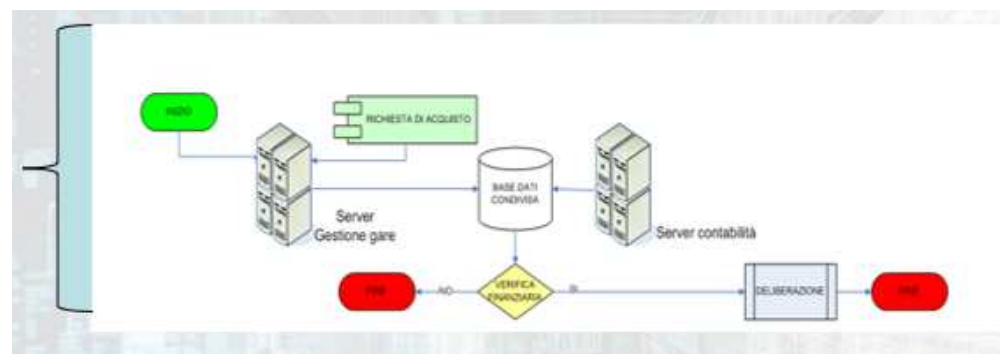 INIZIO
RICHIESTA DI ACQUISTO
BASE DATI
CONDIVISA
Server
Gestione gare
Server contabilità
FINE
NO
VERIFICA
FINANZIARIA
SI
DELIBERAZIONE
FINE